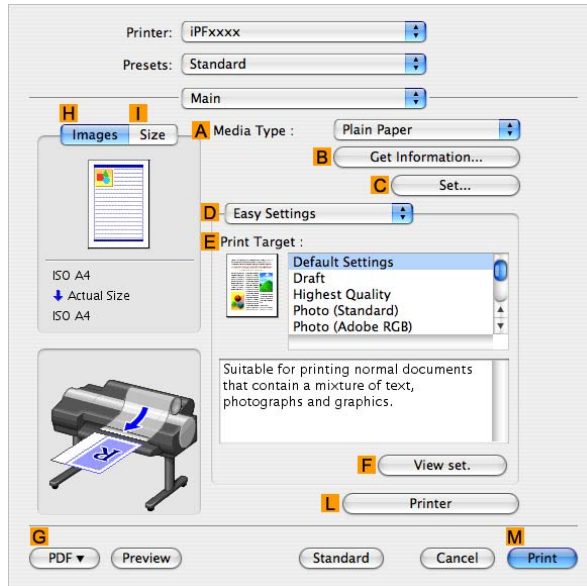 Printer: iPFxxxx
Presets: Standard
Main
H I
Images Size
A Media Type : Plain Paper
B Get Information...
C Set...
D Easy Settings
E Print Target :
Default Settings
Draft
Highest Quality
Photo (Standard)
Photo (Adobe RGB)
ISO A4
Actual Size
ISO A4
Suitable for printing normal documents
that contain a mixture of text,
photographs and graphics.
F View set.
L Printer
G M
PDF Preview Standard Cancel Print